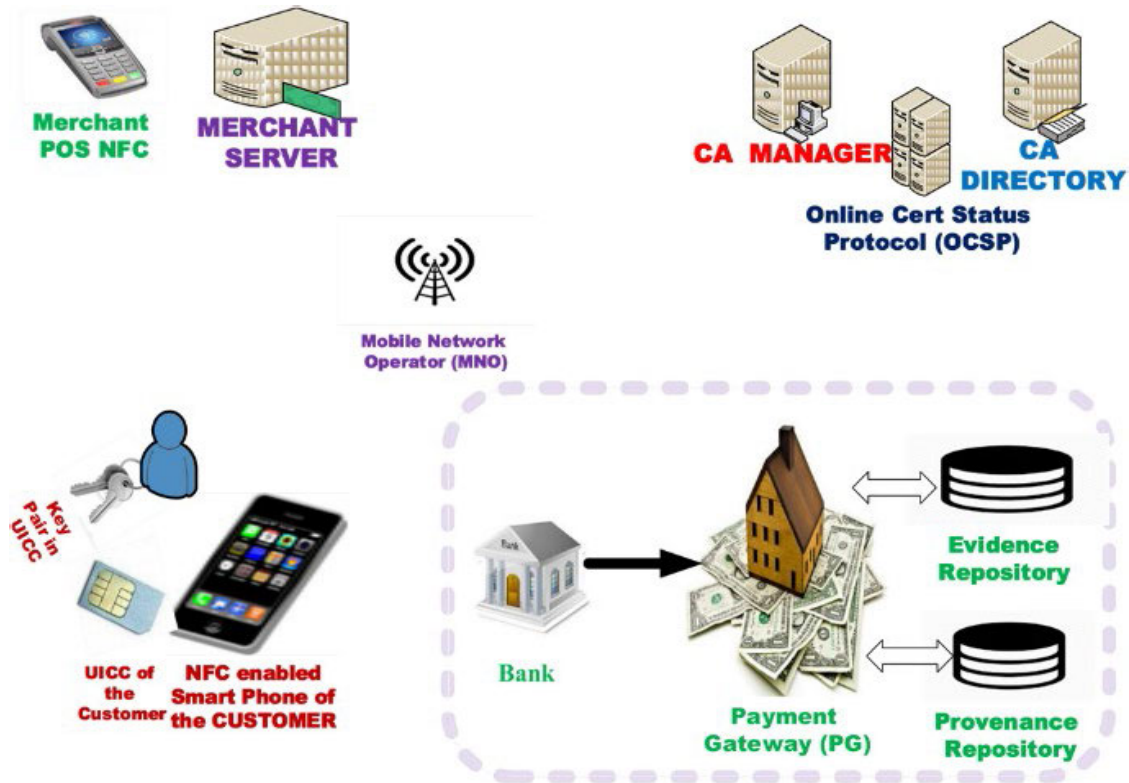 Merchant
POS NFC
MERCHANT
SERVER
CA MANAGER
CA
DIRECTORY
Online Cert Status
Protocol (OCSP)
Mobile Network
Operator (MNO)
Key
Pair in
UICC
UICC of
the
Customer
NFC enabled
Smart Phone of
the CUSTOMER
Bank
Bank
Payment
Gateway (PG)
Evidence
Repository
Provenance
Repository